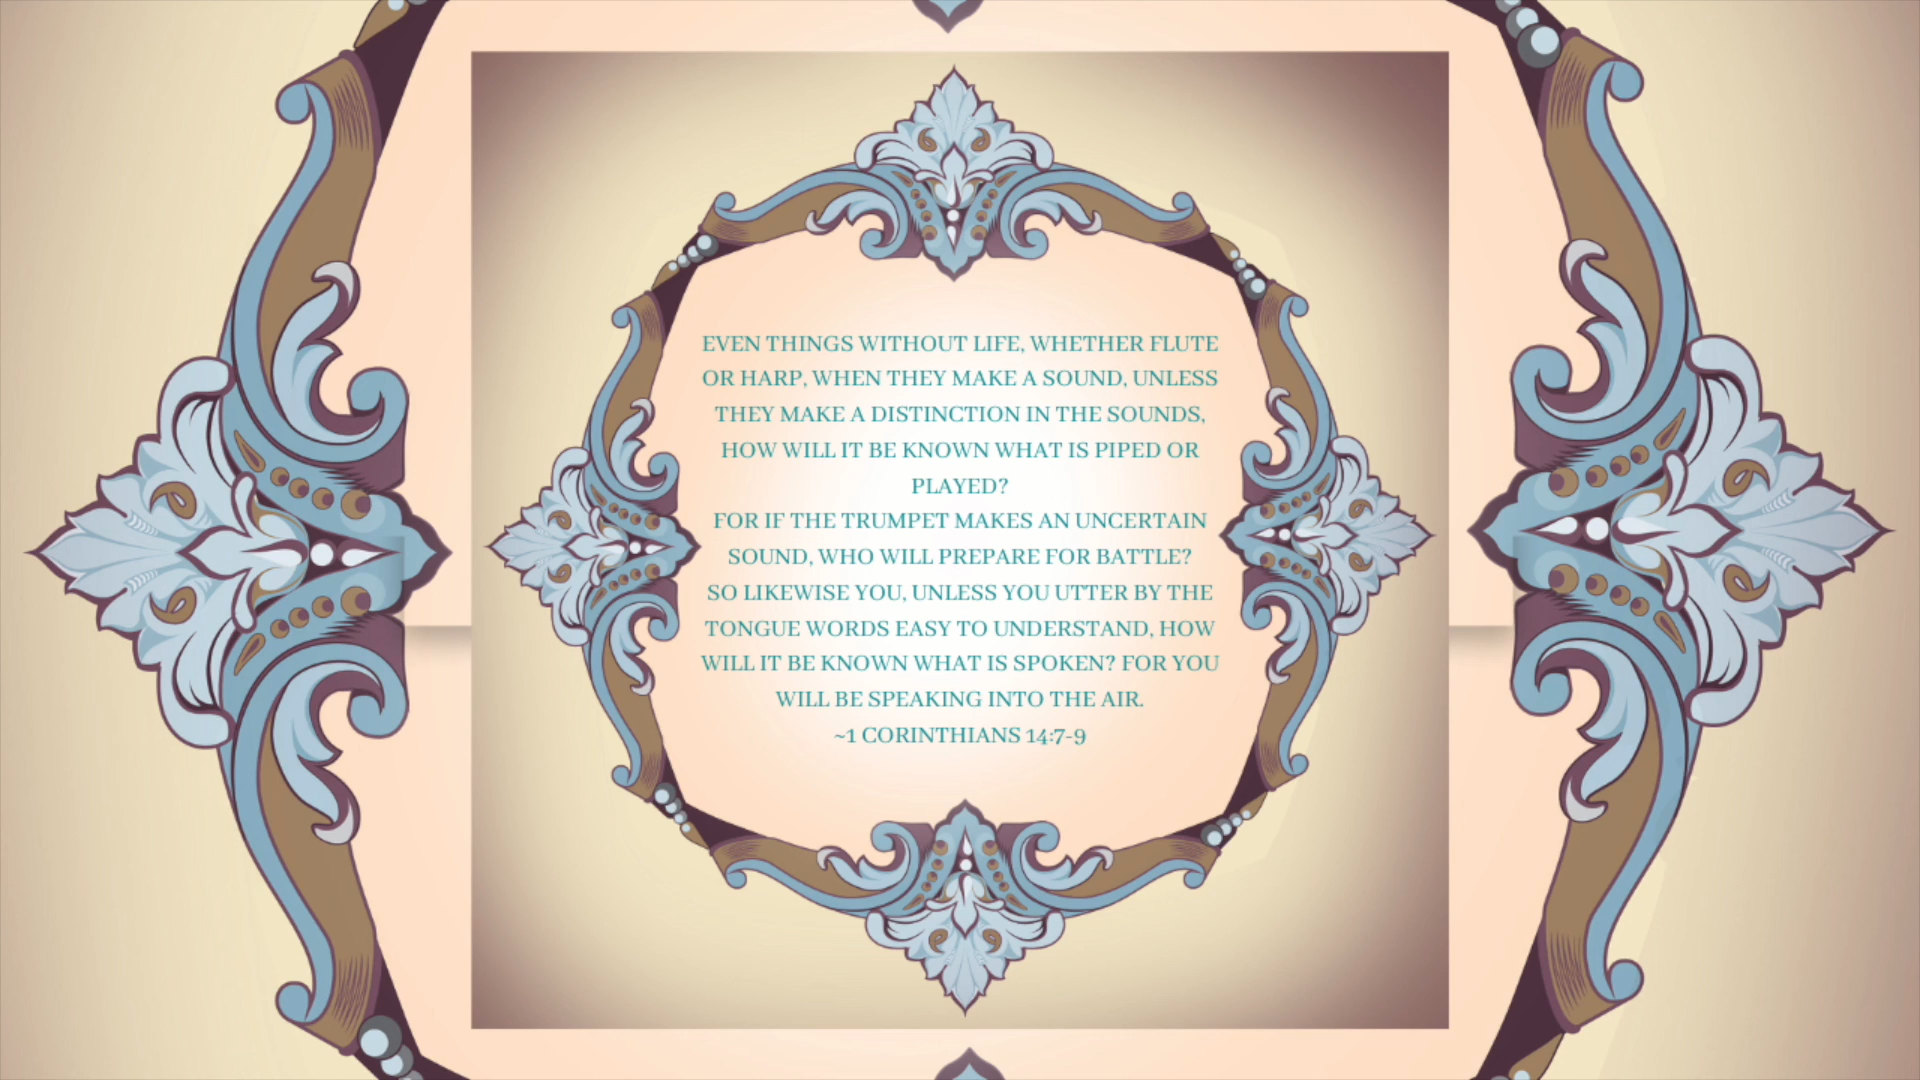 EVEN THINGS WITHOUT LIFE, WHETHER FLUTE
OR HARP, WHEN THEY MAKE A SOUND, UNLESS
THEY MAKE A DISTINCTION IN THE SOUNDS,
HOW WILL IT BE KNOWN WHAT IS PIPED OR
PLAYED?
FOR IF THE TRUMPET MAKES AN UNCERTAIN
SOUND, WHO WILL PREPARE FOR BATTLE?
SO LIKEWISE YOU, UNLESS YOU UTTER BY THE
TONGUE WORDS EASY TO UNDERSTAND, HOW
WILL IT BE KNOWN WHAT IS SPOKEN? FOR YOU
WILL BE SPEAKING INTO THE AIR.
~1 CORINTHIANS 14:7-9